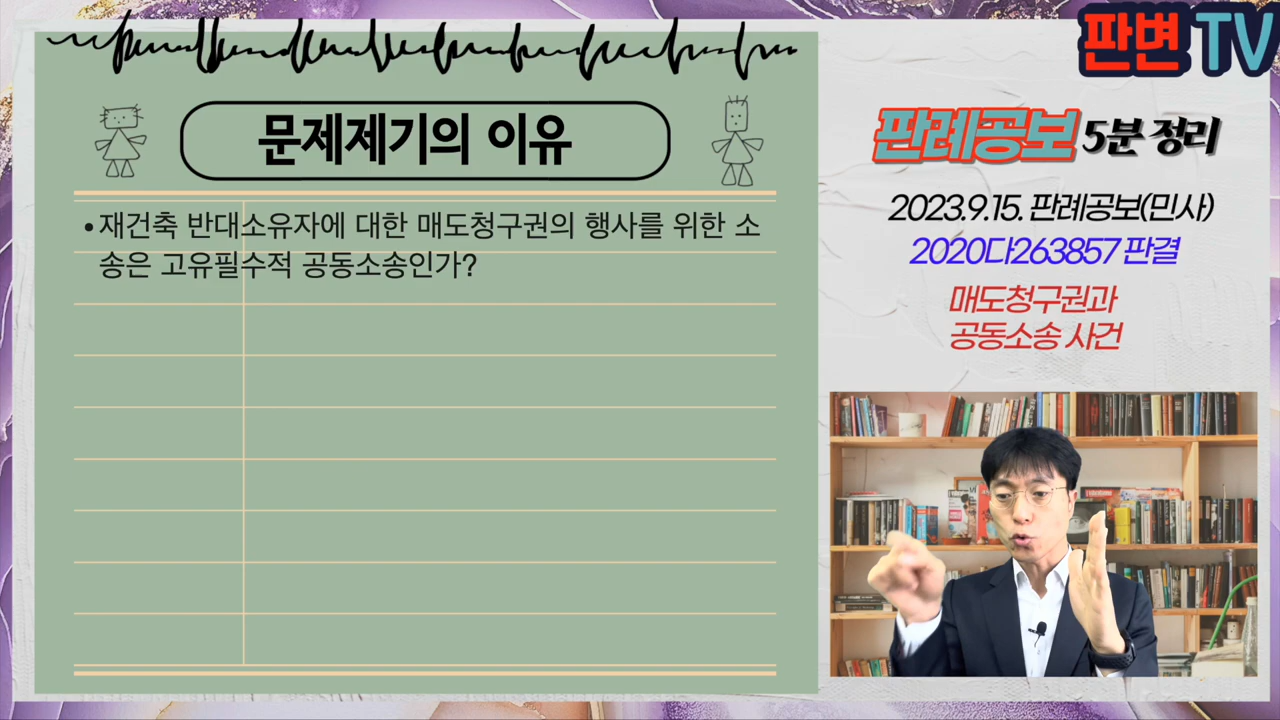 판변 TV
문제제기의 이유
•재건축 반대소유자에 대한 매도청구권의 행사를 위한 소
송은 고유필수적 공동소송인가?
판례공보 5분 정리
2023.9.15. 판례공보(민사)
2020다263857 판결
매도청구권과
공동소송 사건